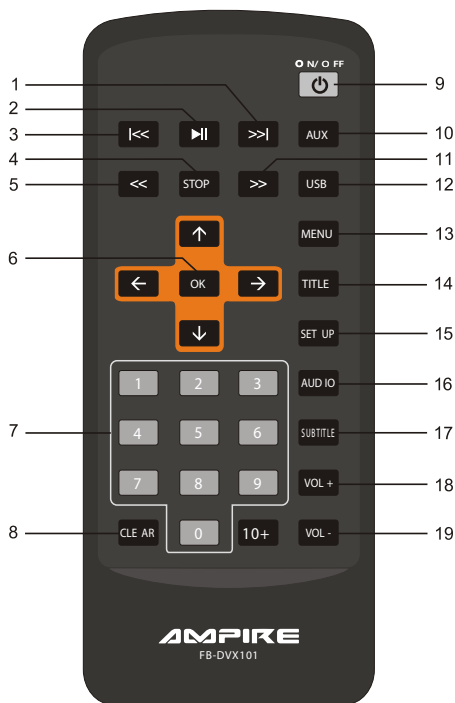 O N/ O FF
1
2
3 |<< ►II >>| AUX
9
10
4
5 << STOP >> USB
11
12
MENU 13
6 OK TITLE 14
SET UP 15
1 2 3 AUD IO 16
7 4 5 6 SUBTITLE 17
7 8 9 VOL + 18
8 CLE AR 0 10+ VOL - 19
AMPIRE
FB-DVX101